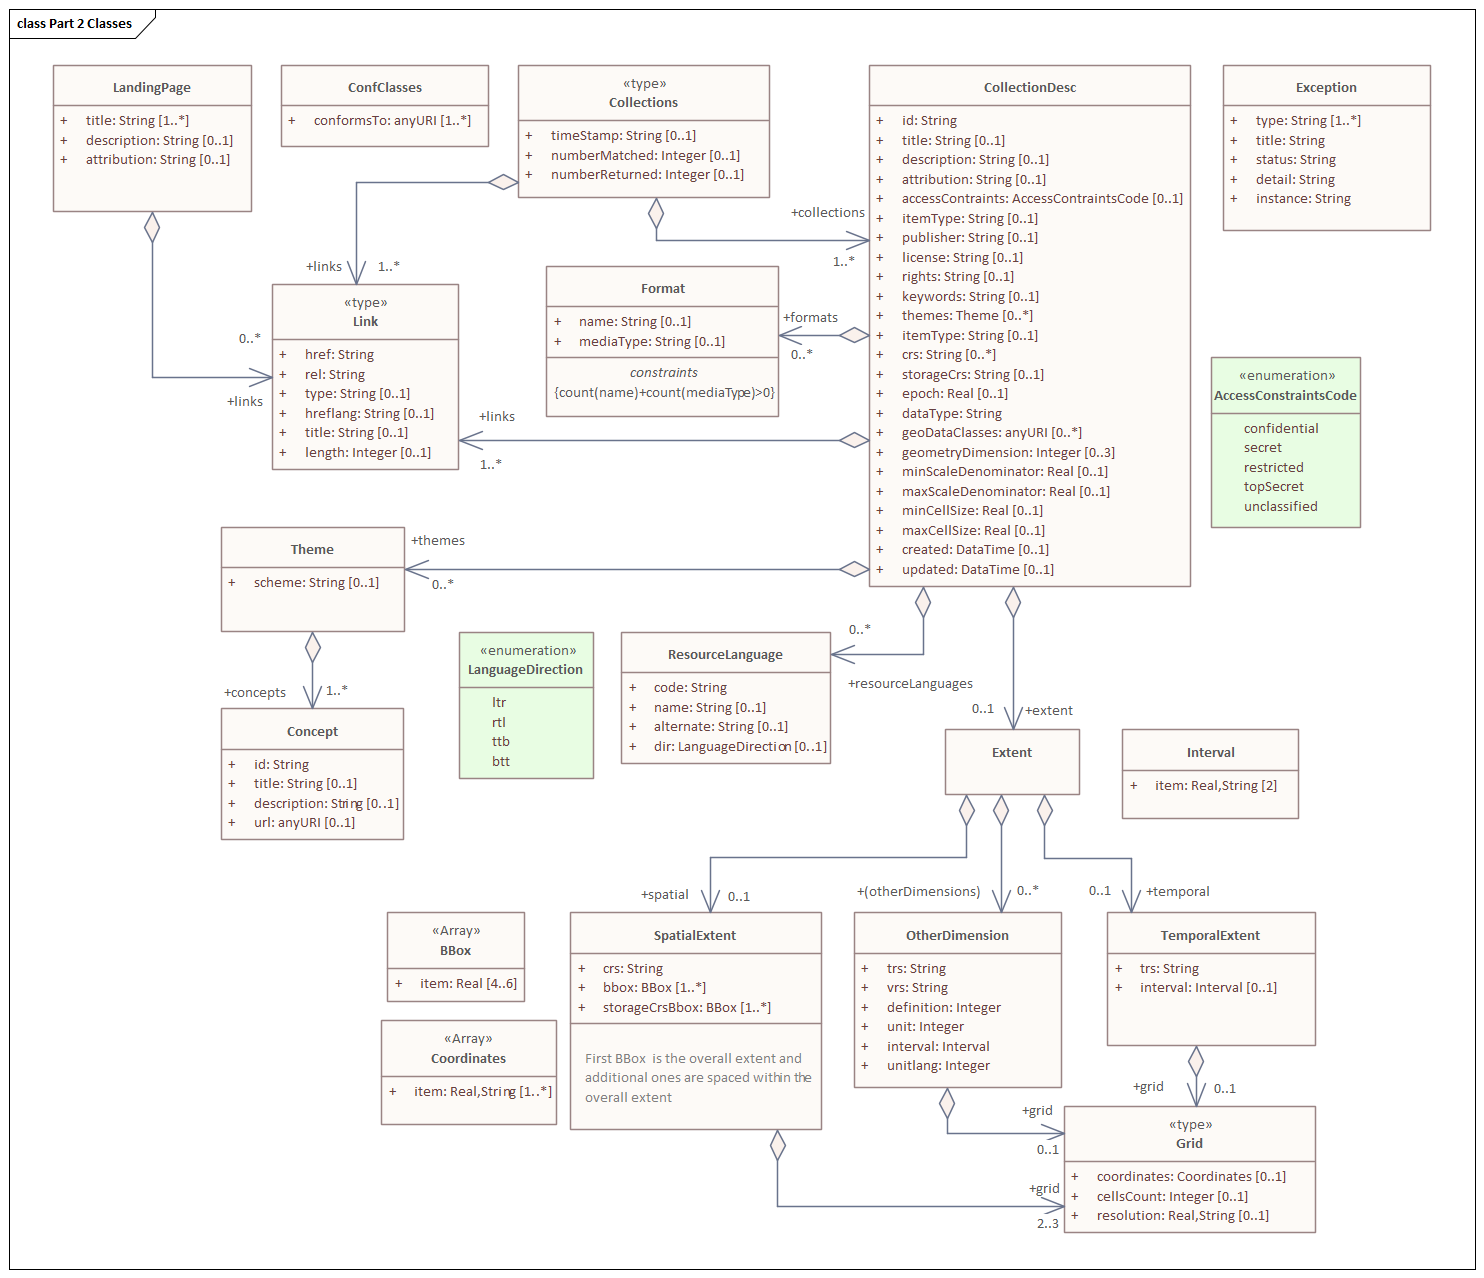 class Part 2 Classes
LandingPage
+ title: String [1..*]
+ description: String [0..1]
+ attribution: String [0..1]
ConfClasses
+ conformsTo: anyURI [1..*]
«type»
Collections
+ timeStamp: String [0..1]
+ numberMatched: Integer [0..1]
+ numberReturned: Integer [0..1]
CollectionDesc
+ id: String
+ title: String [0..1]
+ description: String [0..1]
+ attribution: String [0..1]
+ accessContraints: AccessContraintsCode [0..1]
+ itemType: String [0..1]
+ publisher: String [0..1]
+ license: String [0..1]
+ rights: String [0..1]
+ keywords: String [0..1]
+ themes: Theme [0..*]
+ itemType: String [0..1]
+ crs: String [0..*]
+ storageCrs: String [0..1]
+ epoch: Real [0..1]
+ dataType: String
+ geoDataClasses: anyURI [0..*]
+ geometryDimension: Integer [0..3]
+ minScaleDenominator: Real [0..1]
+ maxScaleDenominator: Real [0..1]
+ minCellSize: Real [0..1]
+ maxCellSize: Real [0..1]
+ created: DataTime [0..1]
+ updated: DataTime [0..1]
Exception
+ type: String [1..*]
+ title: String
+ status: String
+ detail: String
+ instance: String
+collections
1..*
+links
1..*
«type»
Link
+ href: String
+ rel: String
+ type: String [0..1]
+ hreflang: String [0..1]
+ title: String [0..1]
+ length: Integer [0..1]
0..*
+links
Format
+ name: String [0..1]
+ mediaType: String [0..1]
constraints
{count(name)+count(mediaType)>0}
+formats
0..*
+links
1..*
«enumeration»
AccessConstraintsCode
confidential
secret
restricted
topSecret
unclassified
Theme
+ scheme: String [0..1]
+themes
0..*
+concepts
1..*
Concept
+ id: String
+ title: String [0..1]
+ description: String [0..1]
+ url: anyURI [0..1]
«enumeration»
LanguageDirection
ltr
rtl
ttb
btt
ResourceLanguage
+ code: String
+ name: String [0..1]
+ alternate: String [0..1]
+ dir: LanguageDirection [0..1]
0..*
+resourceLanguages
0..1
+extent
Extent
Interval
+ item: Real,String [2]
+spatial
0..1
+(otherDimensions)
0..*
0..1
+temporal
«Array»
BBox
+ item: Real [4..6]
«Array»
Coordinates
+ item: Real,String [1..*]
SpatialExtent
+ crs: String
+ bbox: BBox [1..*]
+ storageCrsBbox: BBox [1..*]
First BBox is the overall extent and
additional ones are spaced within the
overall extent
OtherDimension
+ trs: String
+ vrs: String
+ definition: Integer
+ unit: Integer
+ interval: Interval
+ unitlang: Integer
TemporalExtent
+ trs: String
+ interval: Interval [0..1]
+grid
0..1
+grid
0..1
+grid
2..3
«type»
Grid
+ coordinates: Coordinates [0..1]
+ cellsCount: Integer [0..1]
+ resolution: Real,String [0..1]